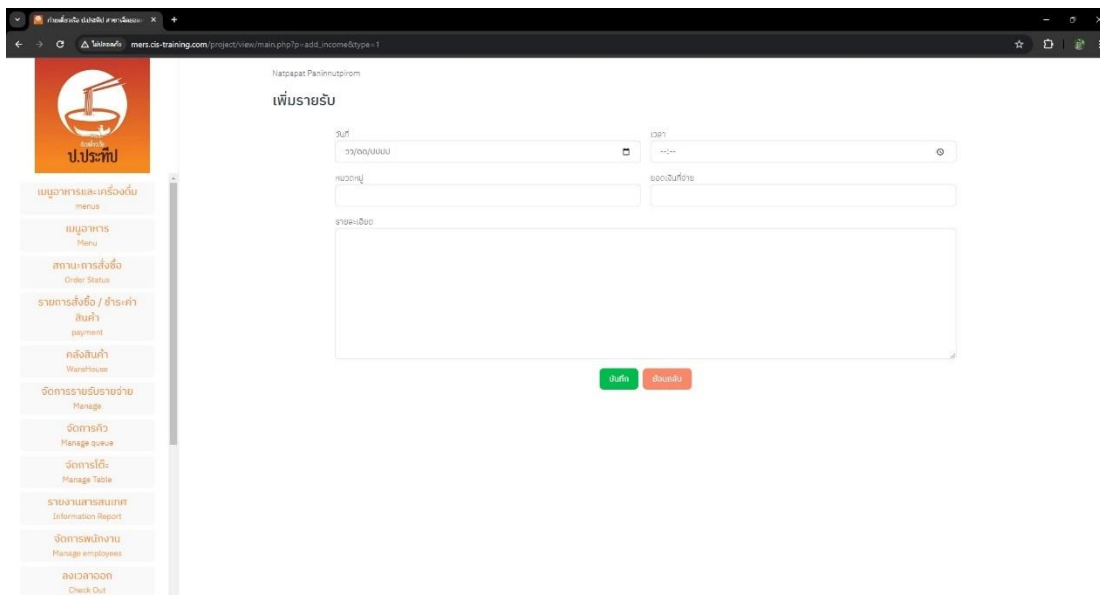 ไม่ปลอดภัย mers.cis-training.com/project/view/main.php?p=add_income&type=1
ป.ประทีป
เมนูอาหารและเครื่องดื่ม
menus
เมนูอาหาร
Menu
สถานะการสั่งซื้อ
Order Status
รายการสั่งซื้อ / ชำระค่า
สินค้า
payment
คลังสินค้า
WareHouse
จัดการรายรับรายจ่าย
Manage
จัดการคิว
Manage queue
จัดการโต๊ะ
Manage Table
รายงานสารสนเทศ
Information Report
จัดการพนักงาน
Manage employees
ลงเวลาออก
Check Out
Natpapat Paninnutpirom
เพิ่มรายรับ
วันที่
เวลา
วว/ดด/ปปปป
--:--
หมวดหมู่
ยอดเงินที่จ่าย
รายละเอียด
บันทึก
ย้อนกลับ